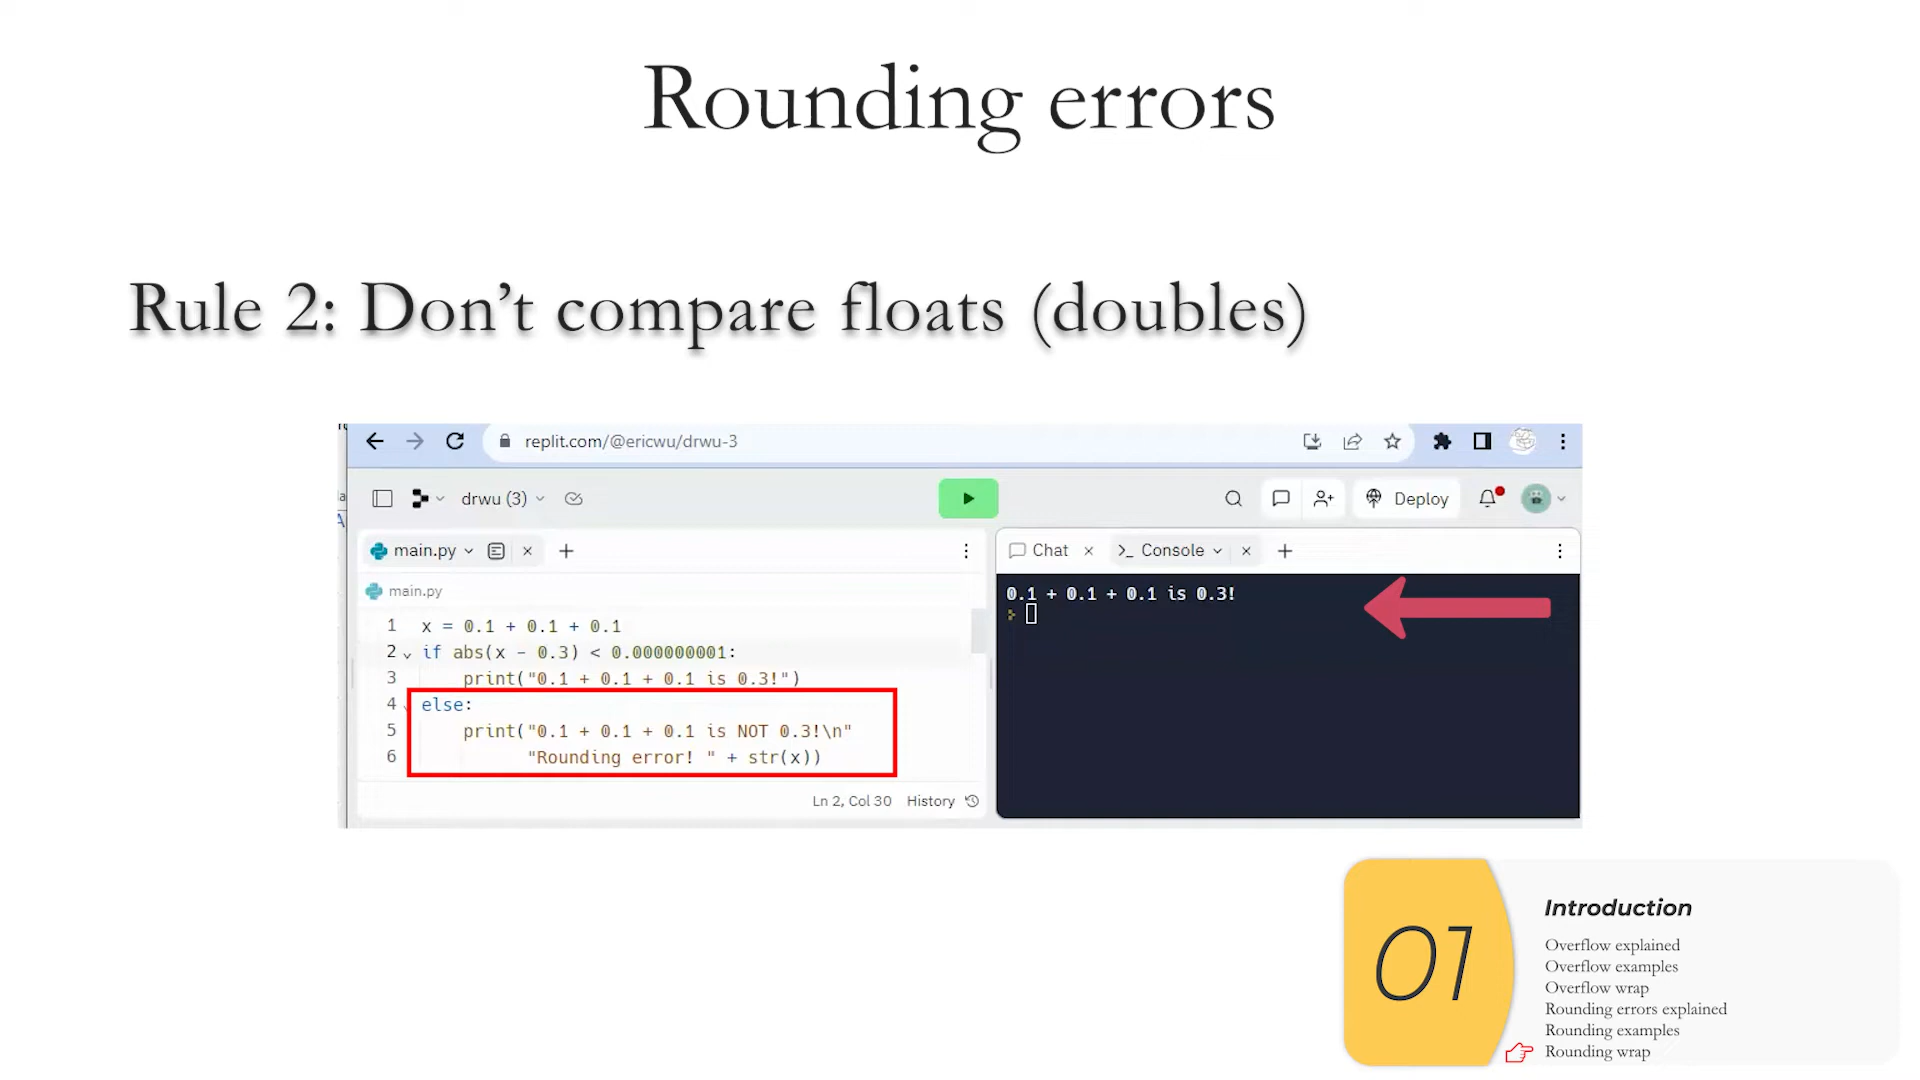 Rounding errors
Rule 2: Don’t compare floats (doubles)
replit.com/@ericwu/drwu-3
drwu (3)
Deploy
main.py
main.py
1 x = 0.1 + 0.1 + 0.1
2 if abs(x - 0.3) < 0.000000001:
3 print("0.1 + 0.1 + 0.1 is 0.3!")
4 else:
5 print("0.1 + 0.1 + 0.1 is NOT 0.3!\n"
6 "Rounding error! " + str(x))
Ln 2, Col 30 History
Chat >_ Console
0.1 + 0.1 + 0.1 is 0.3!
01
Introduction
Overflow explained
Overflow examples
Overflow wrap
Rounding errors explained
Rounding examples
Rounding wrap